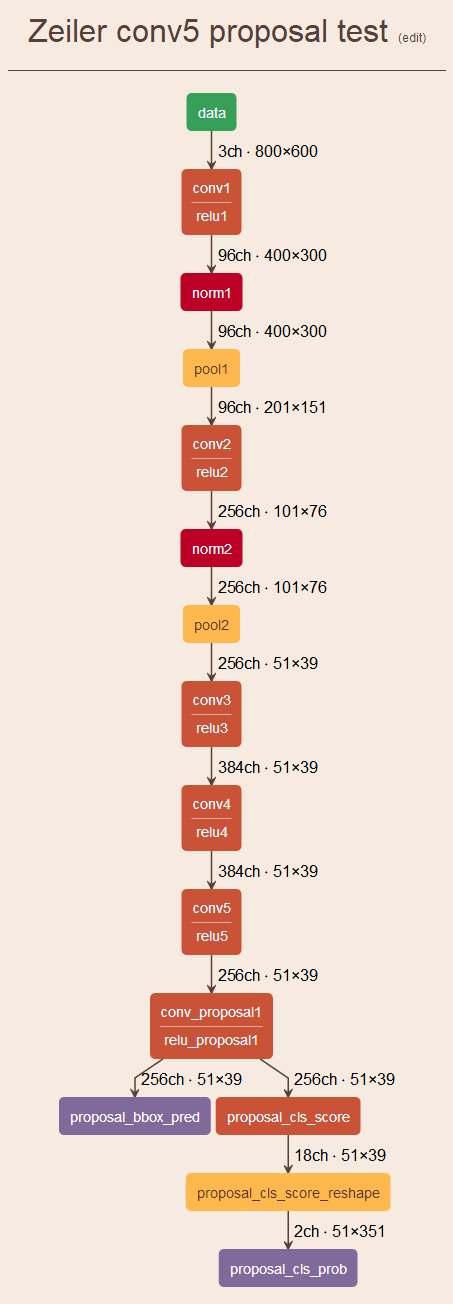 Zeiler conv5 proposal test (edit)
data
3ch · 800×600
conv1
relu1
96ch · 400×300
norm1
96ch · 400×300
pool1
96ch · 201×151
conv2
relu2
256ch · 101×76
norm2
256ch · 101×76
pool2
256ch · 51×39
conv3
relu3
384ch · 51×39
conv4
relu4
384ch · 51×39
conv5
relu5
256ch · 51×39
conv_proposal1
relu_proposal1
256ch · 51×39 256ch · 51×39
proposal_bbox_pred proposal_cls_score
18ch · 51×39
proposal_cls_score_reshape
2ch · 51×351
proposal_cls_prob